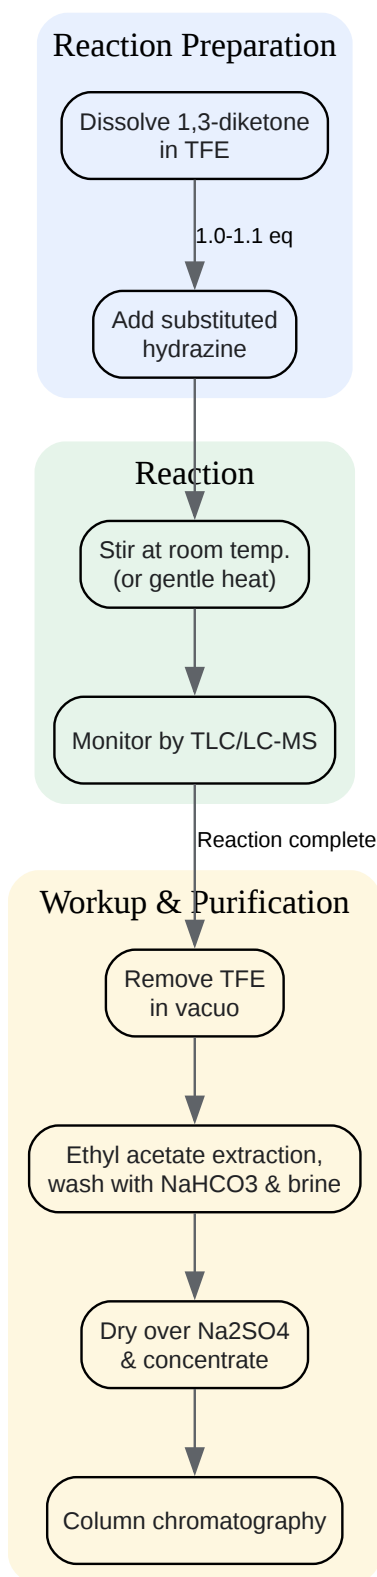 Reaction Preparation
Dissolve 1,3-diketone
in TFE
1.0-1.1 eq
Add substituted
hydrazine
Reaction
Stir at room temp.
(or gentle heat)
Monitor by TLC/LC-MS
Reaction complete
Workup & Purification
Remove TFE
in vacuo
Ethyl acetate extraction,
wash with NaHCO3 & brine
Dry over Na2SO4
& concentrate
Column chromatography